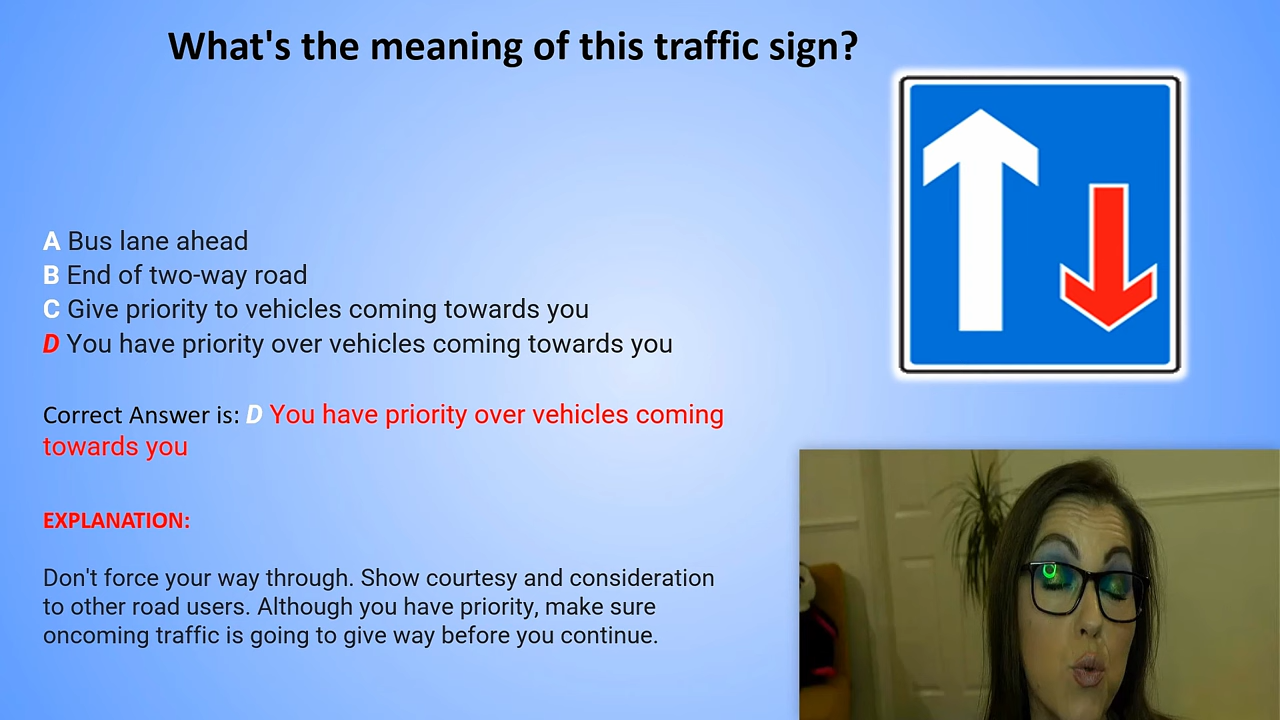 What's the meaning of this traffic sign?
A Bus lane ahead
B End of two-way road
C Give priority to vehicles coming towards you
D You have priority over vehicles coming towards you
Correct Answer is: D You have priority over vehicles coming
towards you
EXPLANATION:
Don't force your way through. Show courtesy and consideration
to other road users. Although you have priority, make sure
oncoming traffic is going to give way before you continue.